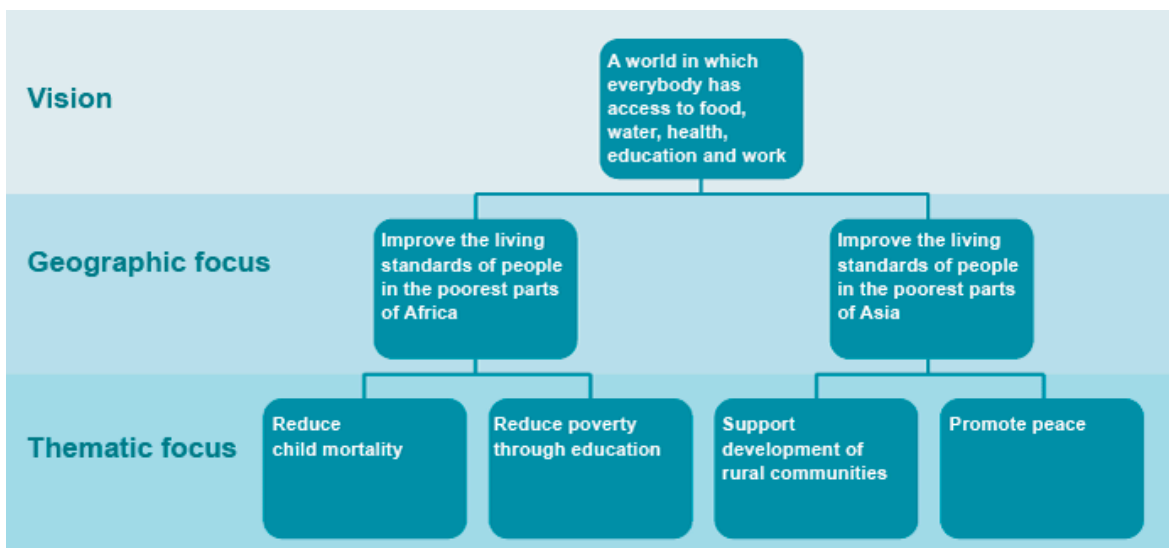 Vision
A world in which
everybody has
access to food,
water, health,
education and work
Geographic focus
Improve the living
standards of people
in the poorest parts
of Africa
Improve the living
standards of people
in the poorest parts
of Asia
Thematic focus
Reduce
child mortality
Reduce poverty
through education
Support
development of
rural communities
Promote peace